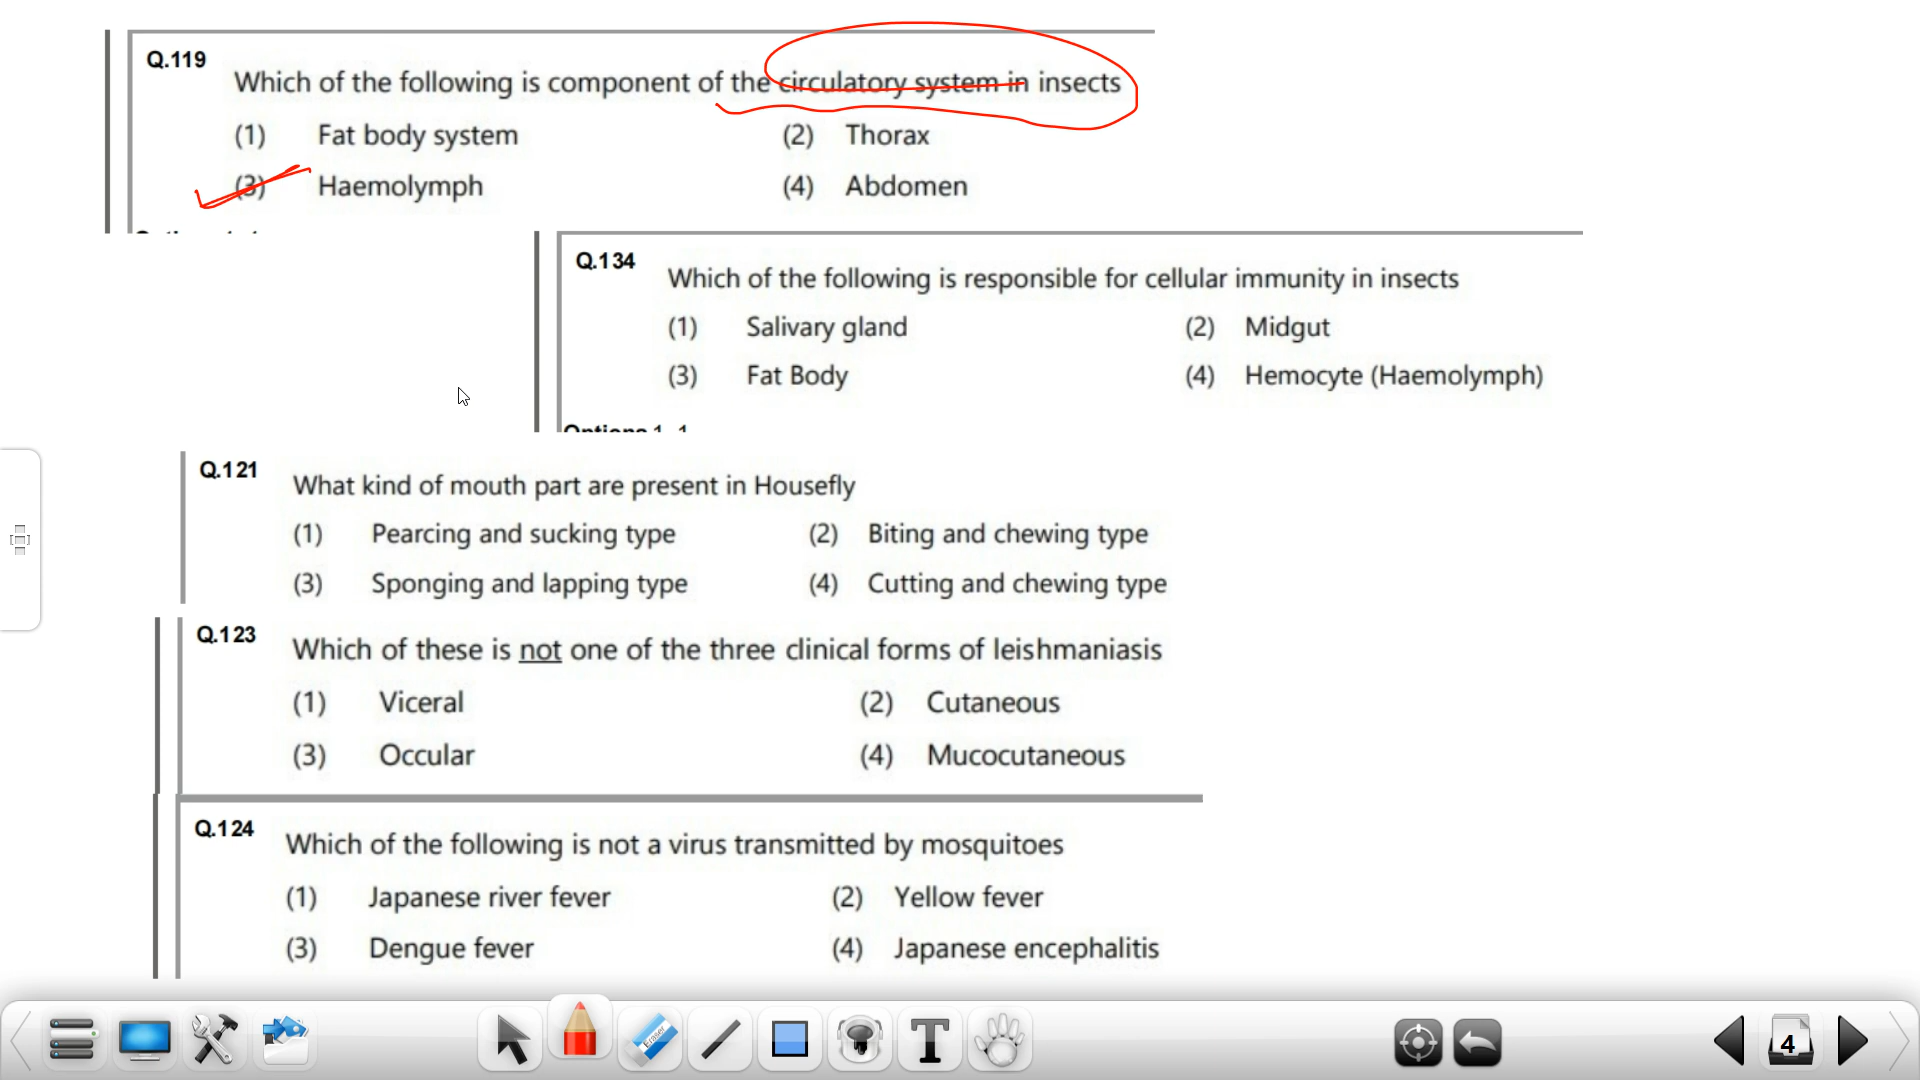 Q.119
Which of the following is component of the circulatory system in insects
(1) Fat body system (2) Thorax
(3) Haemolymph (4) Abdomen
Q.134
Which of the following is responsible for cellular immunity in insects
(1) Salivary gland (2) Midgut
(3) Fat Body (4) Hemocyte (Haemolymph)
Q.121
What kind of mouth part are present in Housefly
(1) Pearcing and sucking type (2) Biting and chewing type
(3) Sponging and lapping type (4) Cutting and chewing type
Q.123
Which of these is not one of the three clinical forms of leishmaniasis
(1) Viceral (2) Cutaneous
(3) Occular (4) Mucocutaneous
Q.124
Which of the following is not a virus transmitted by mosquitoes
(1) Japanese river fever (2) Yellow fever
(3) Dengue fever (4) Japanese encephalitis
Eraser
T
4